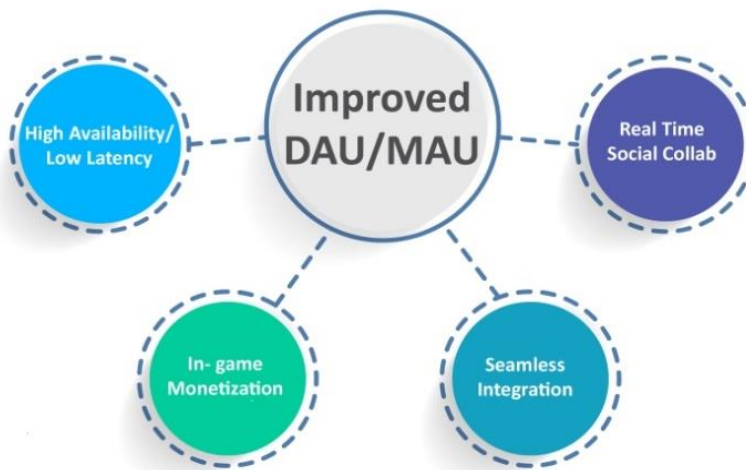 Improved
DAU/MAU
High Availability/
Low Latency
Real Time
Social Collab
In- game
Monetization
Seamless
Integration